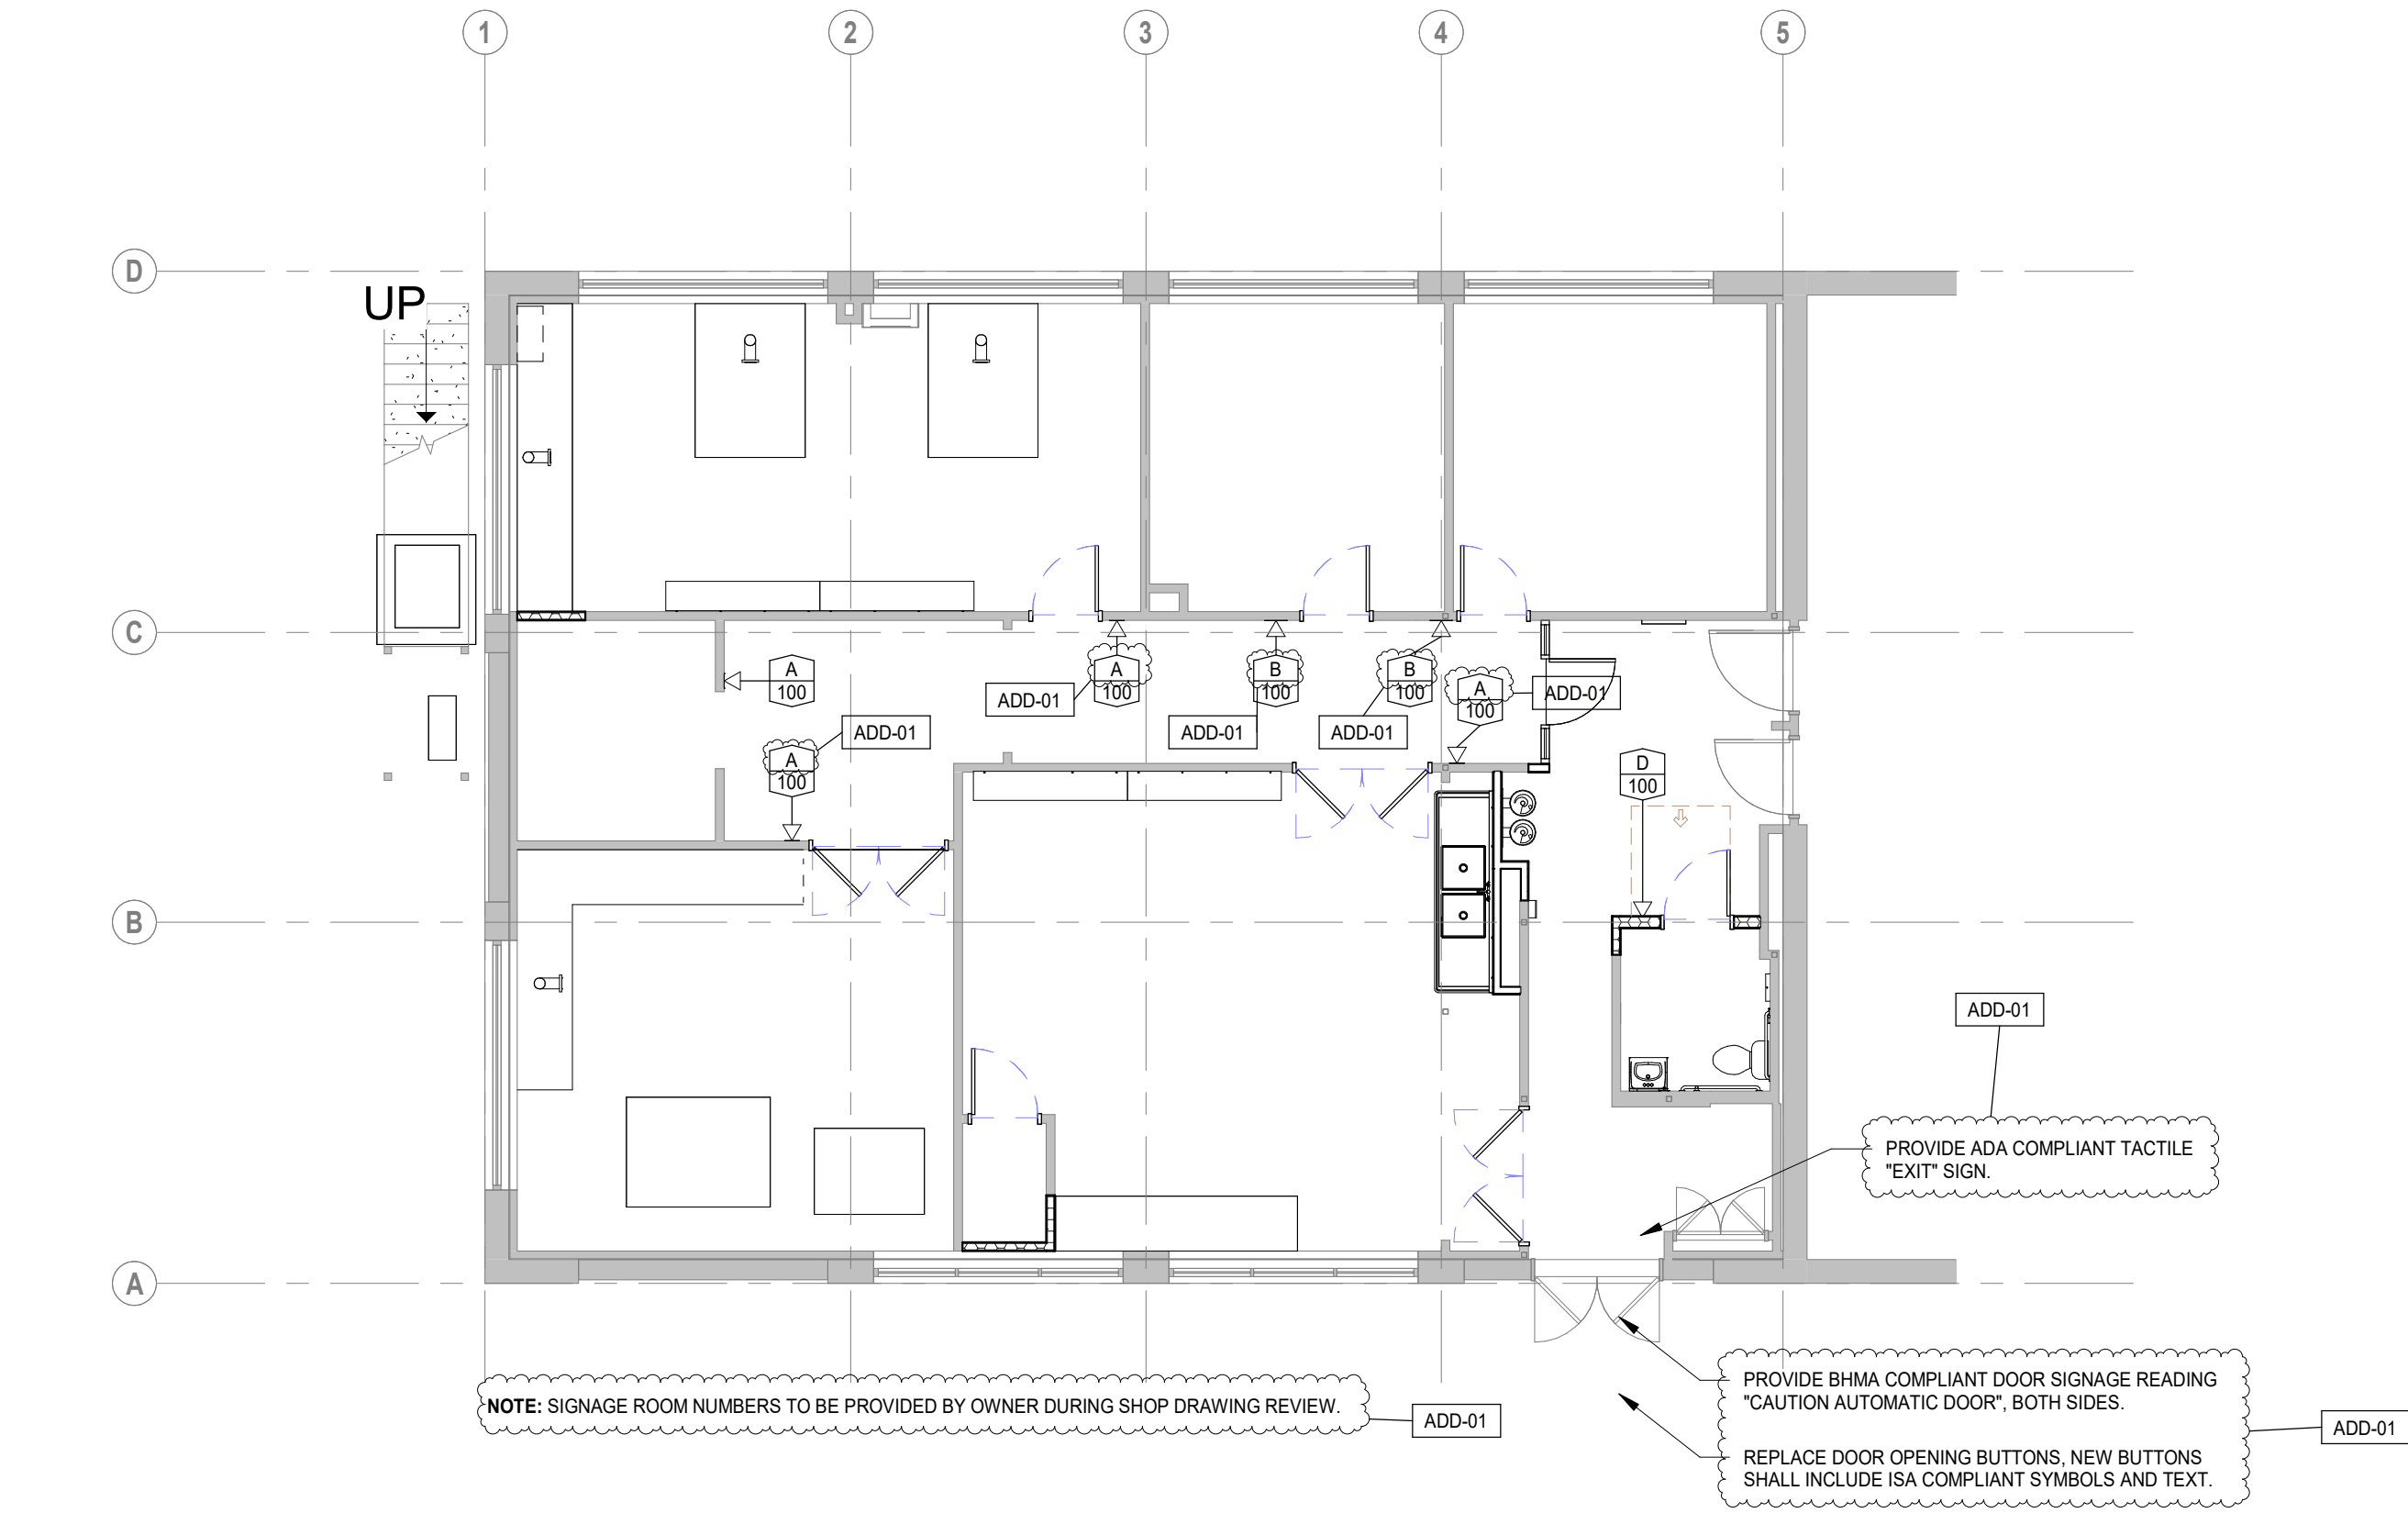 1
2
3
4
5
D
UP
C
A
100
ADD-01
A
100
ADD-01
B
100
ADD-01
B
100
ADD-01
A
100
ADD-01
A
100
ADD-01
D
100
B
ADD-01
PROVIDE ADA COMPLIANT TACTILE
"EXIT" SIGN.
A
NOTE: SIGNAGE ROOM NUMBERS TO BE PROVIDED BY OWNER DURING SHOP DRAWING REVIEW.
ADD-01
PROVIDE BHMA COMPLIANT DOOR SIGNAGE READING
"CAUTION AUTOMATIC DOOR", BOTH SIDES.
REPLACE DOOR OPENING BUTTONS, NEW BUTTONS
SHALL INCLUDE ISA COMPLIANT SYMBOLS AND TEXT.
ADD-01